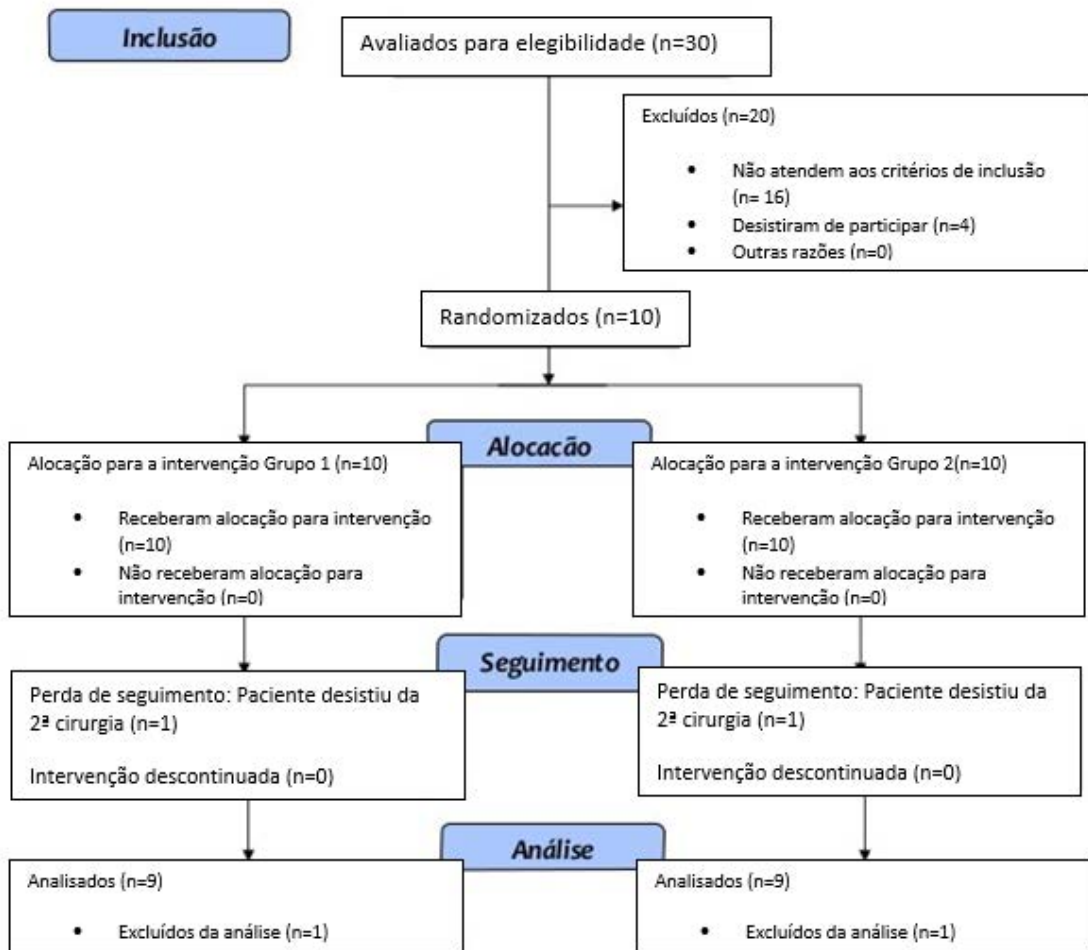 Inclusão
Avaliados para elegibilidade (n=30)
Excluídos (n=20)
• Não atendem aos critérios de inclusão
(n= 16)
• Desistiram de participar (n=4)
• Outras razões (n=0)
Randomizados (n=10)
Alocacão
Alocação para a intervenção Grupo 1 (n=10)
• Receberam alocação para intervenção
(n=10)
• Não receberam alocação para
intervenção (n=0)
Alocação para a intervenção Grupo 2(n=10)
• Receberam alocação para intervenção
(n=10)
• Não receberam alocação para
intervenção (n=0)
Seguimento
Perda de seguimento: Paciente desistiu da
2ª cirurgia (n=1)
Intervenção descontinuada (n=0)
Perda de seguimento: Paciente desistiu da
2ª cirurgia (n=1)
Intervenção descontinuada (n=0)
Análise
Analisados (n=9)
• Excluídos da análise (n=1)
Analisados (n=9)
• Excluídos da análise (n=1)